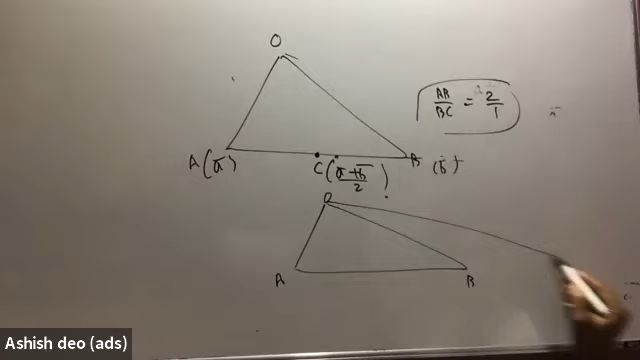 O
AB/BC = 2/1
A(ā) C((ā+b̄)/2) B (b̄)
O
A B
Ashish deo (ads)